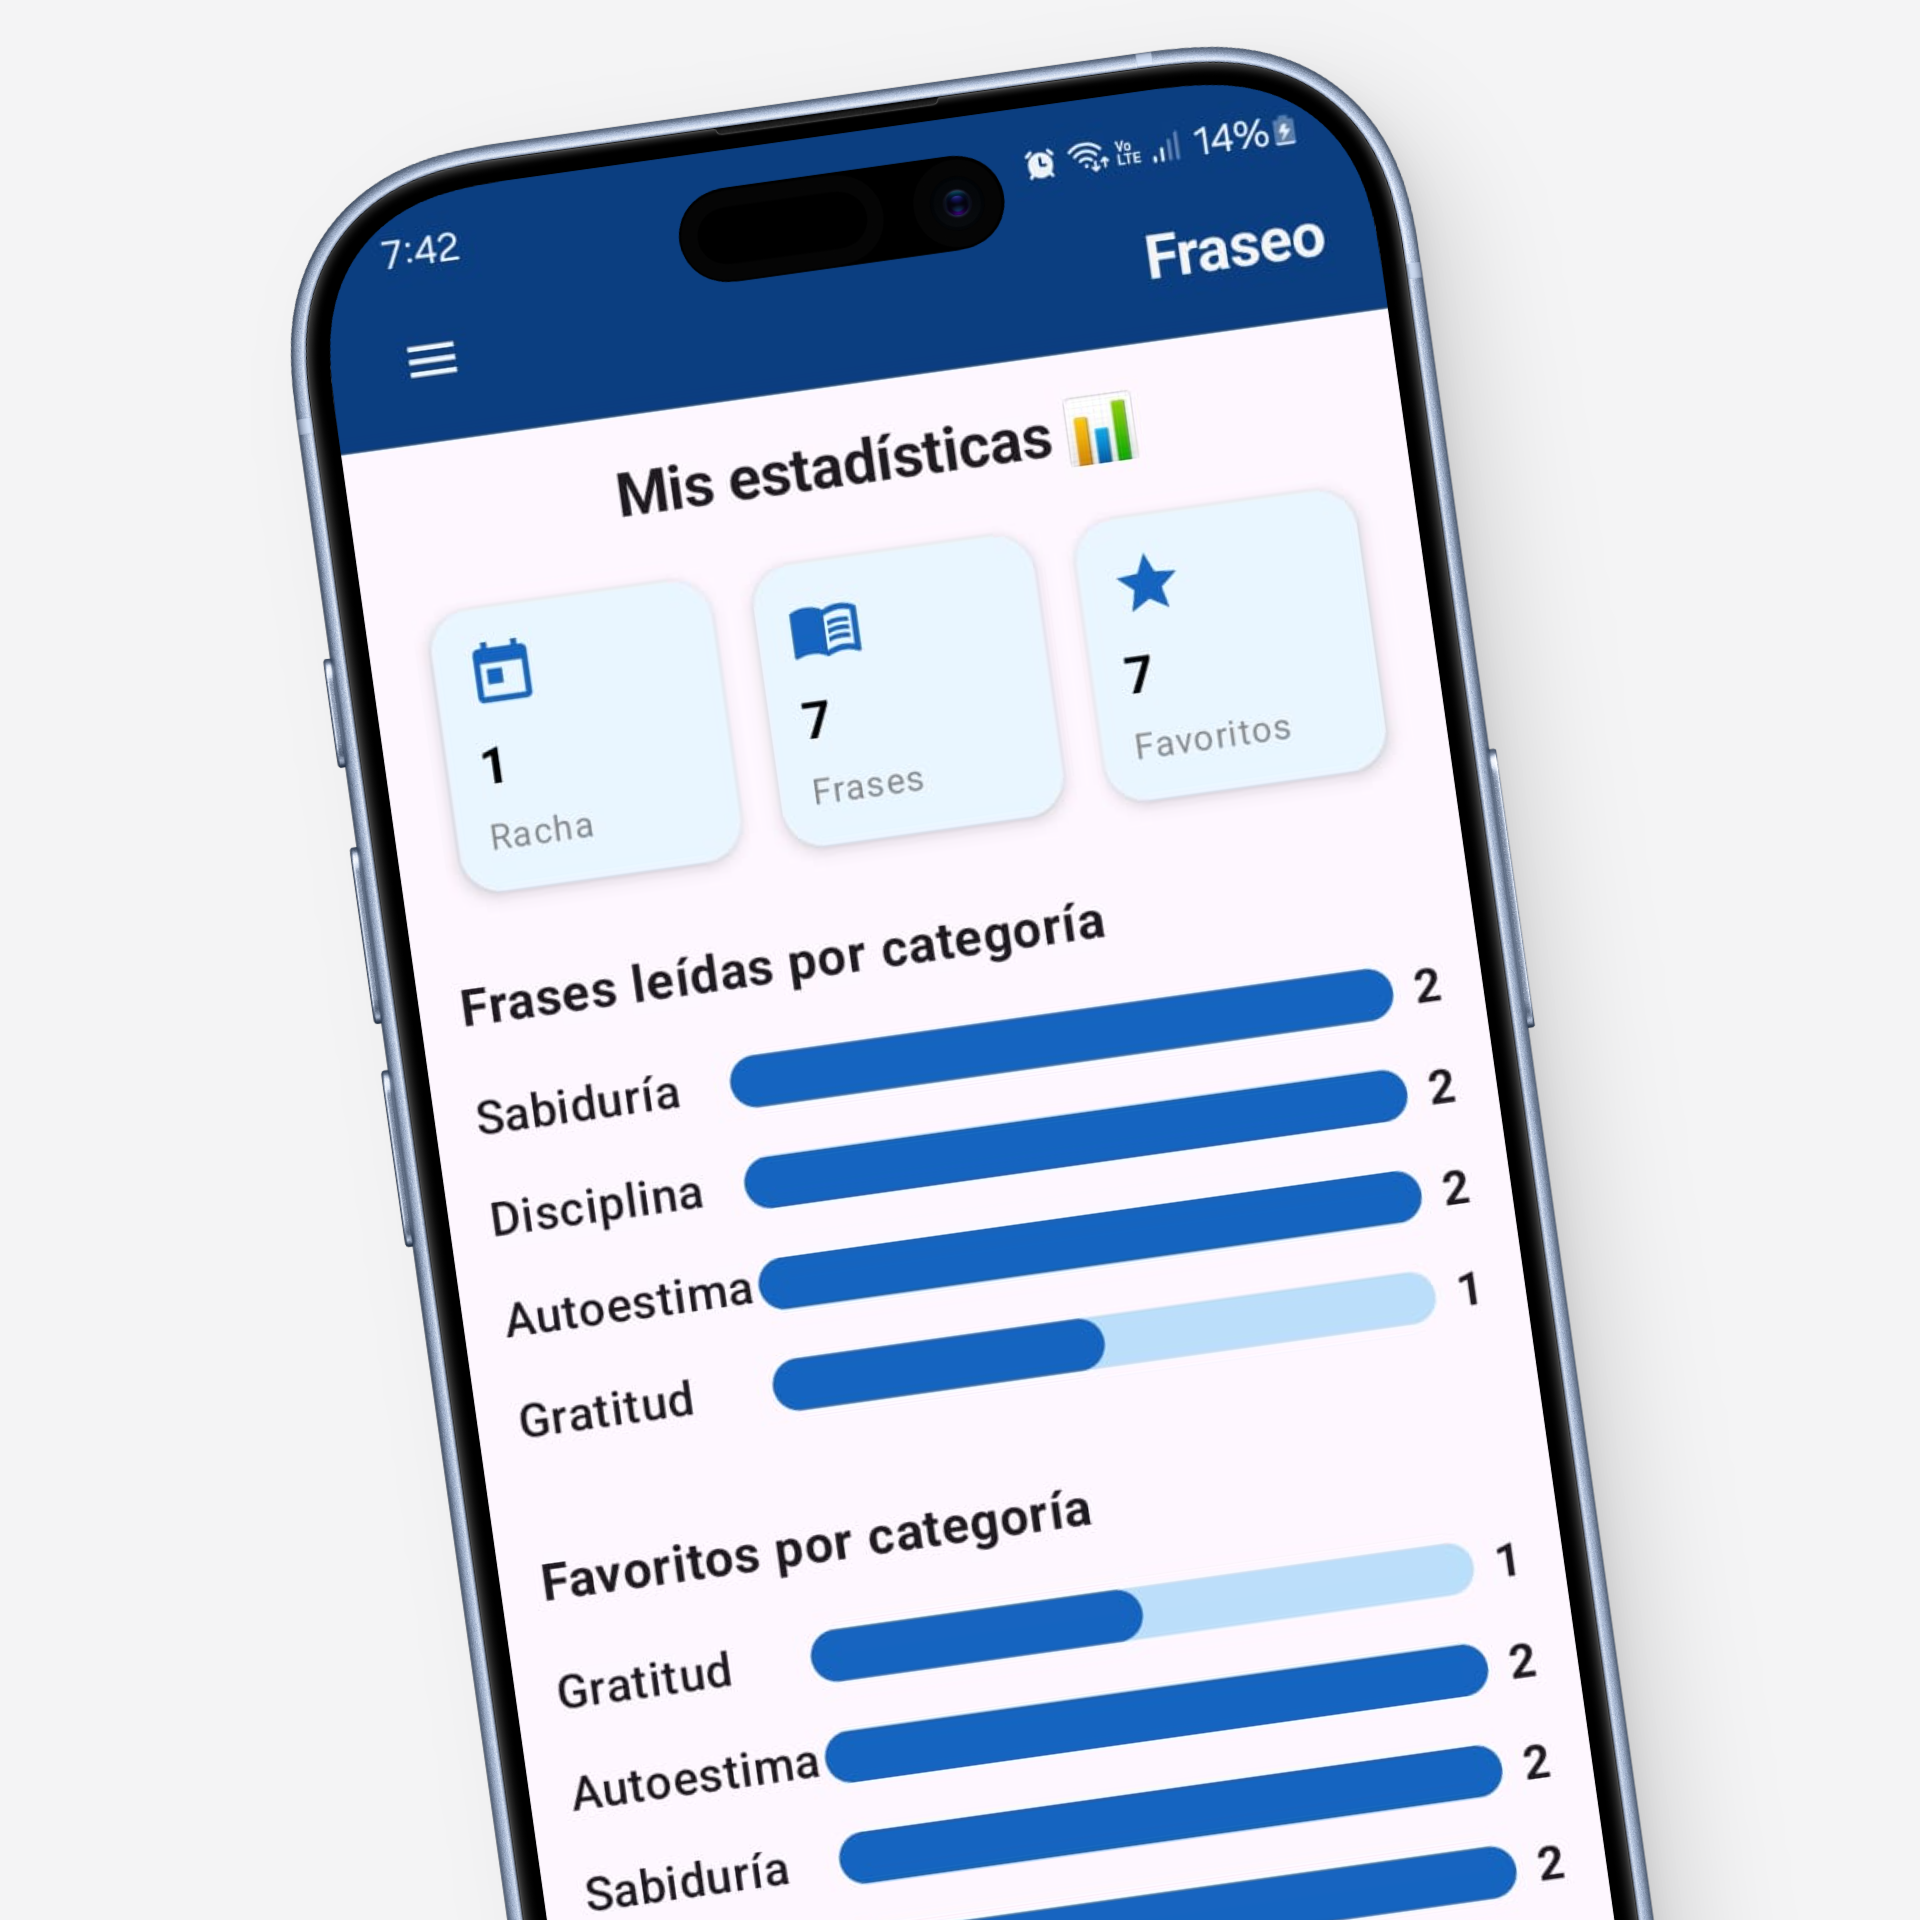 7:42
Vo LTE 14%
Fraseo
Mis estadísticas
1
Racha
7
Frases
7
Favoritos
Frases leídas por categoría
Sabiduría 2
Disciplina 2
Autoestima 2
Gratitud 1
Favoritos por categoría
Gratitud 1
Autoestima 2
Sabiduría 2
2